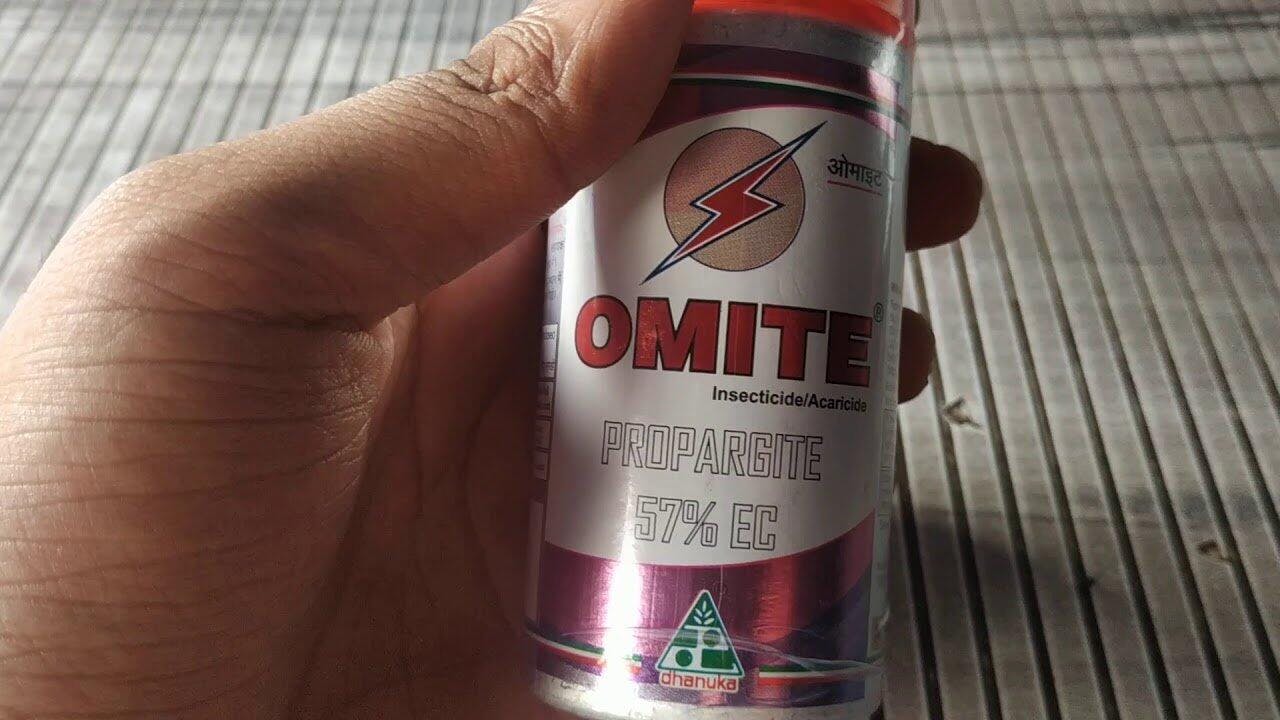 ओमाइट
OMITE®
Insecticide/Acaricide
PROPARGITE
57% EC
dhanuka